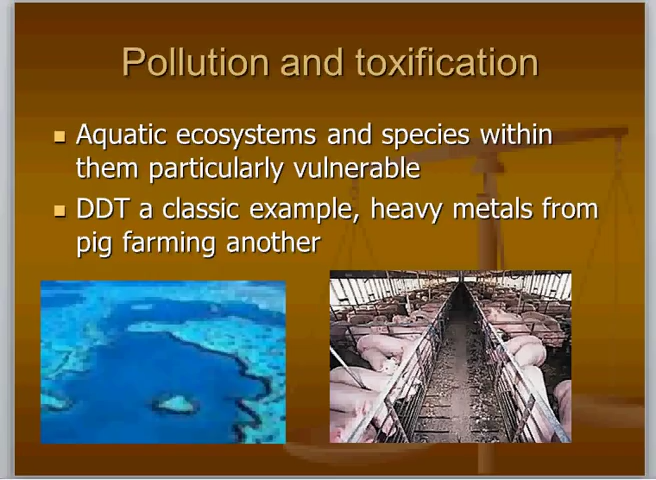 Pollution and toxification
Aquatic ecosystems and species within
them particularly vulnerable
DDT a classic example, heavy metals from
pig farming another